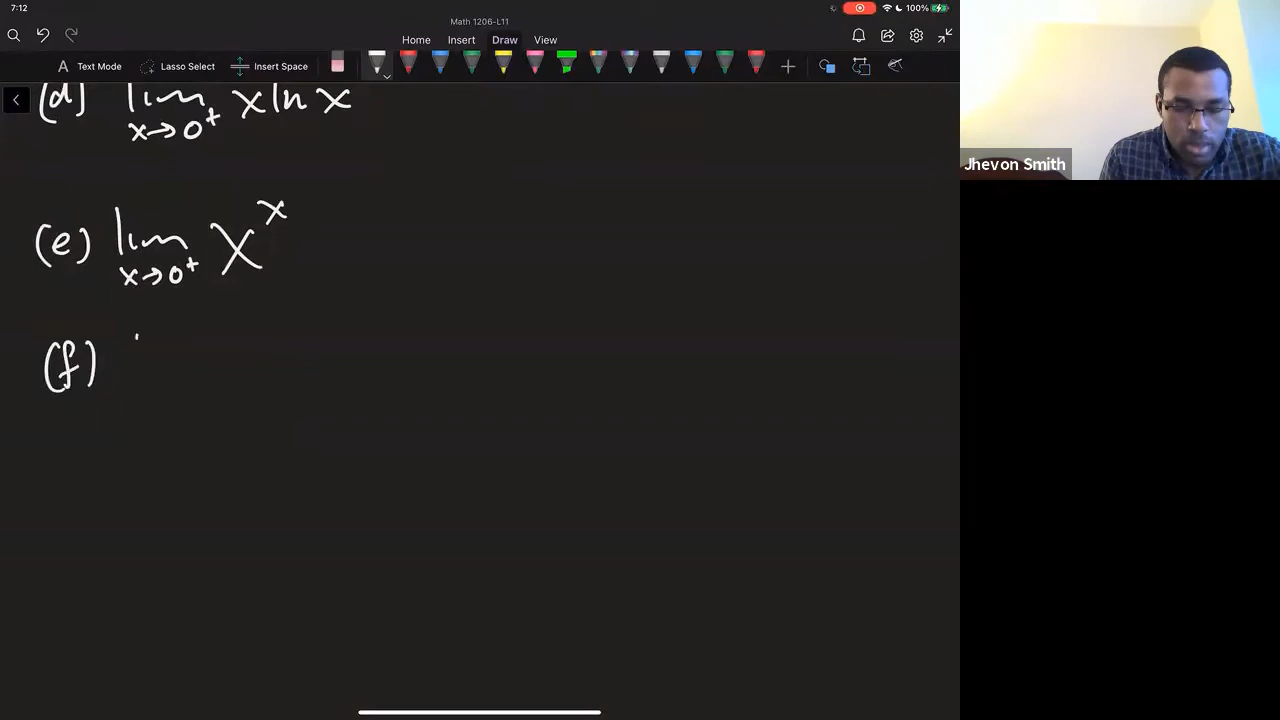 7:12
100%
Math 1206-L11
Home Insert Draw View
A Text Mode Lasso Select Insert Space
(d) lim x→0⁺ x ln x
(e) lim x→0⁺ x^x
(f)
Jhevon Smith